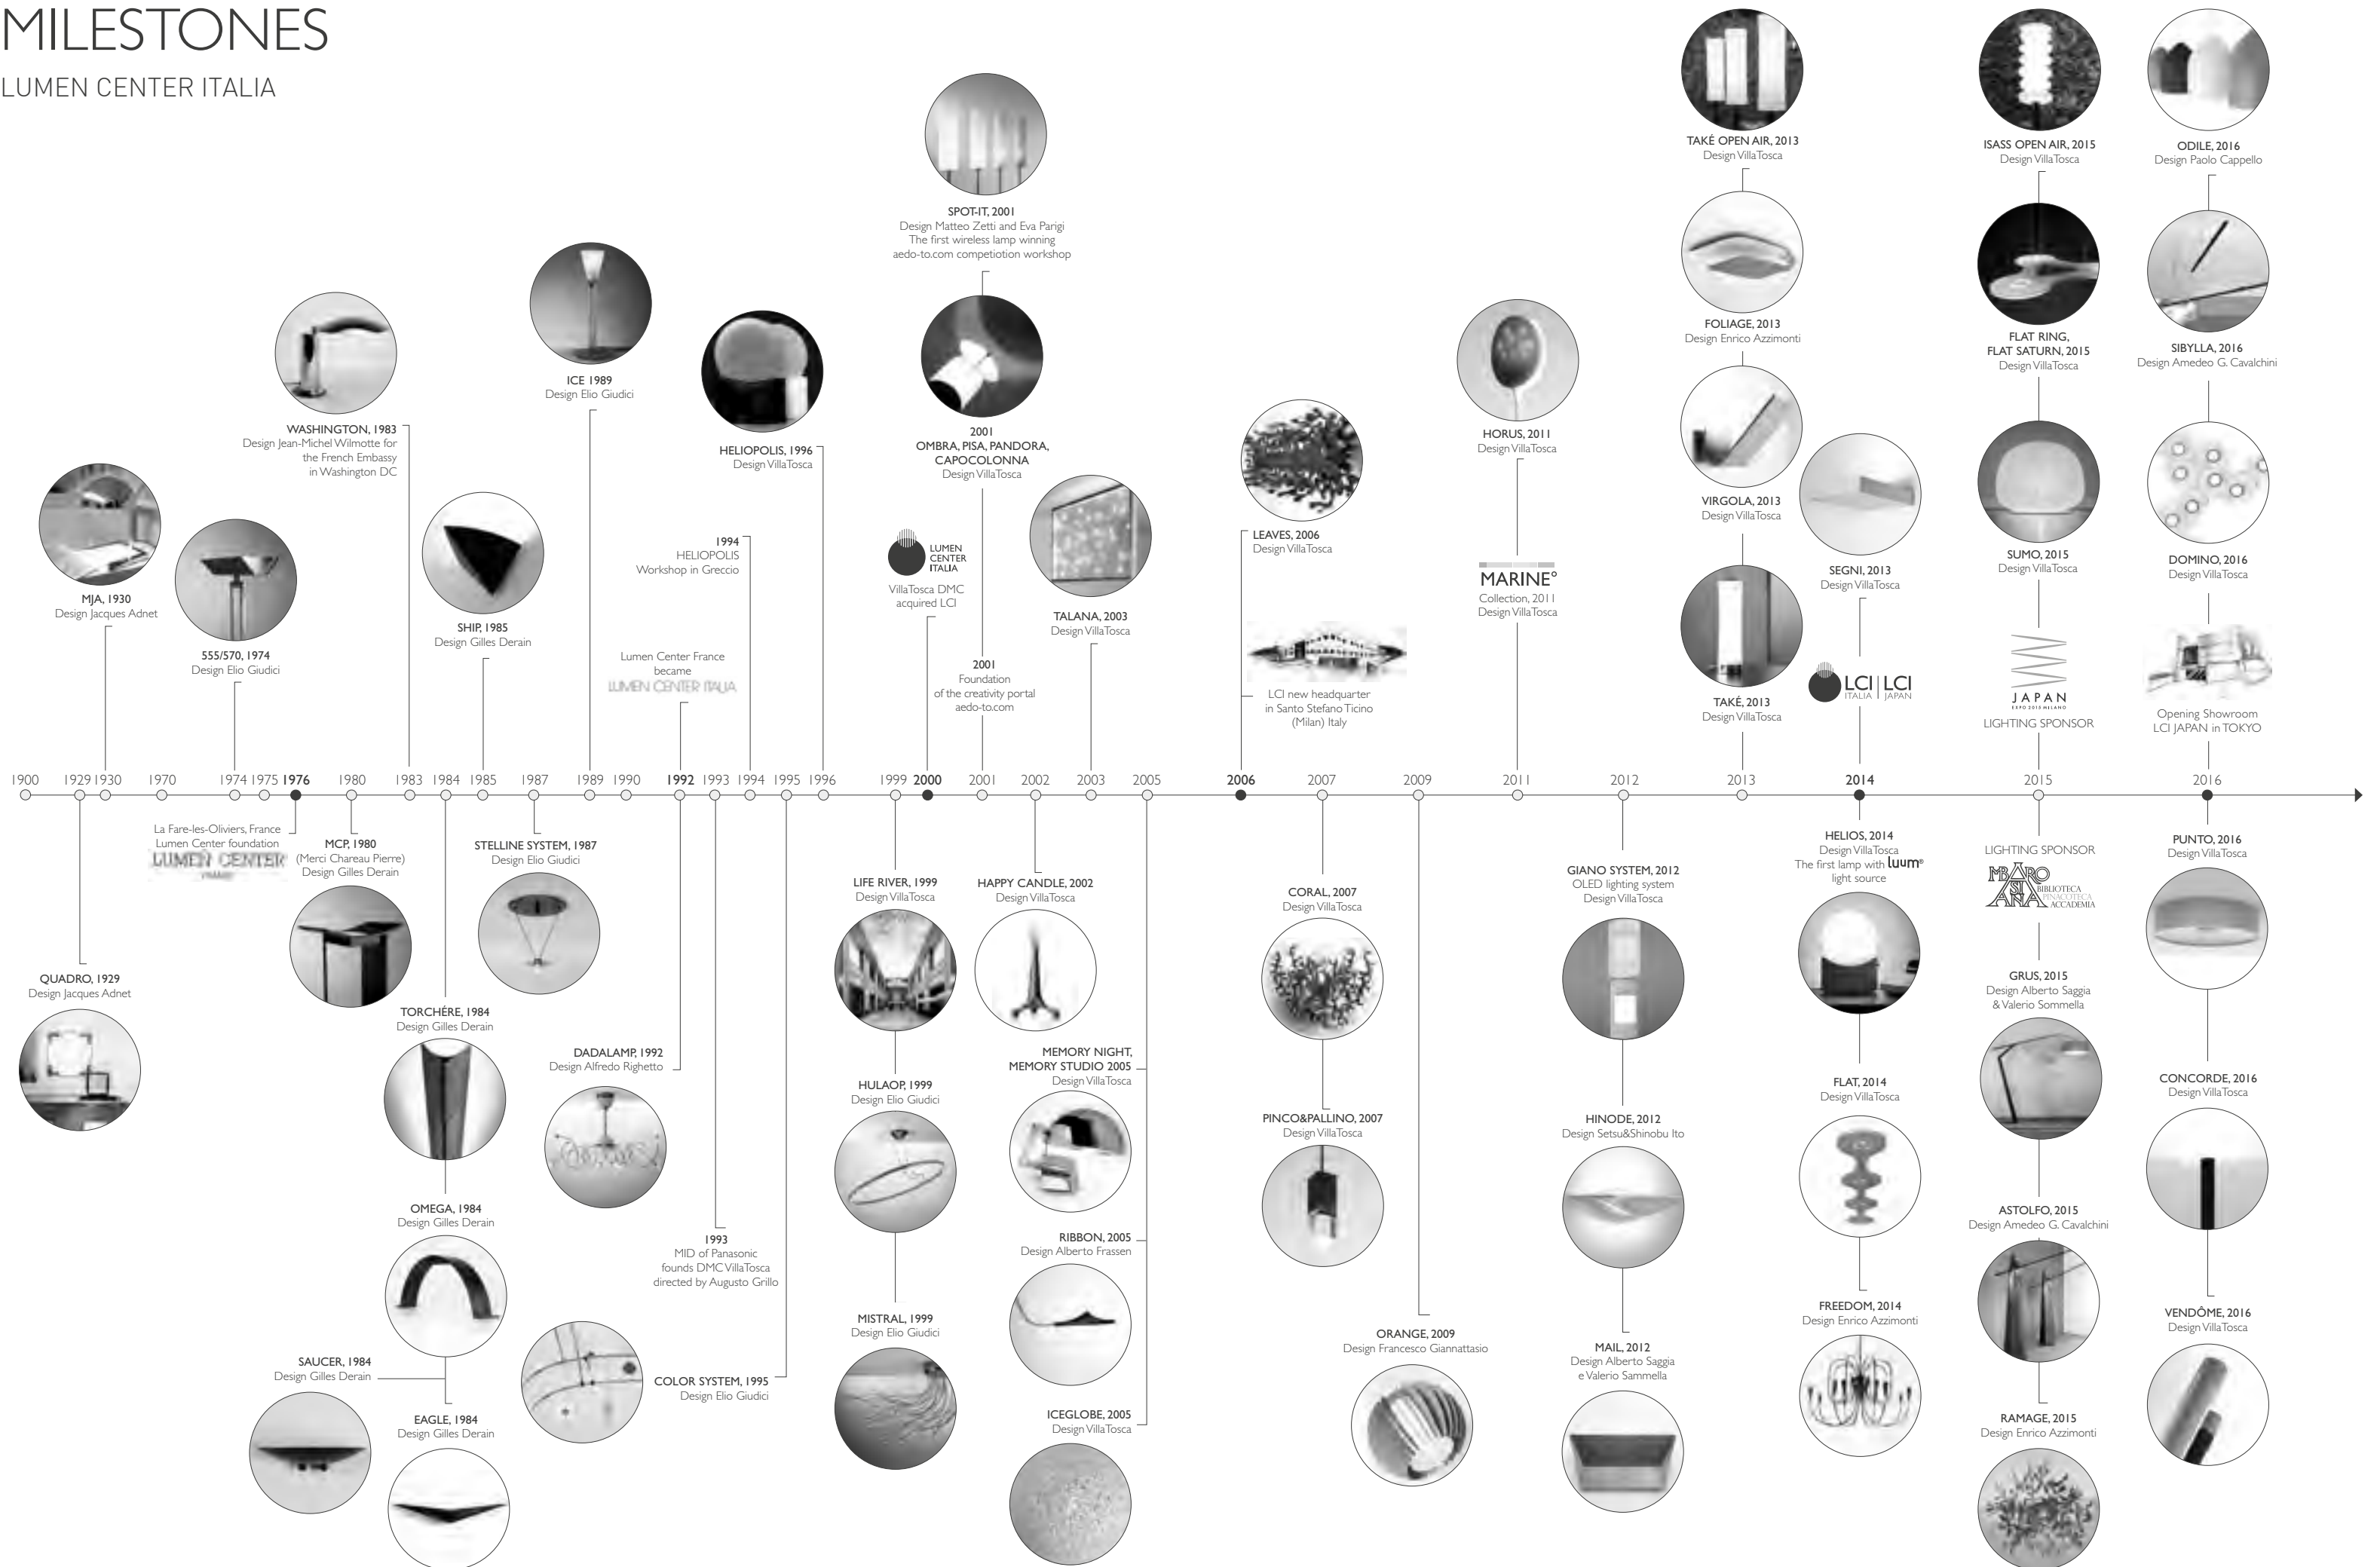 MILESTONES
LUMEN CENTER ITALIA
TAKÉ OPEN AIR, 2013
Design VillaTosca
ISASS OPEN AIR, 2015
Design VillaTosca
ODILE, 2016
Design Paolo Cappello
SPOT-IT, 2001
Design Matteo Zetti and Eva Parigi
The first wireless lamp winning
aedo-to.com competiotion workshop
FOLIAGE, 2013
Design Enrico Azzimonti
FLAT RING,
FLAT SATURN, 2015
Design VillaTosca
SIBYLLA, 2016
Design Amedeo G. Cavalchini
ICE 1989
Design Elio Giudici
WASHINGTON, 1983
Design Jean-Michel Wilmotte for
the French Embassy
in Washington DC
HELIOPOLIS, 1996
Design VillaTosca
2001
OMBRA, PISA, PANDORA,
CAPOCOLONNA
Design VillaTosca
HORUS, 2011
Design VillaTosca
VIRGOLA, 2013
Design VillaTosca
LEAVES, 2006
Design VillaTosca
1994
HELIOPOLIS
Workshop in Greccio
LUMEN
CENTER
ITALIA
VillaTosca DMC
acquired LCI
MARINE°
Collection, 2011
Design VillaTosca
SEGNI, 2013
Design VillaTosca
SUMO, 2015
Design VillaTosca
DOMINO, 2016
Design VillaTosca
MJA, 1930
Design Jacques Adnet
555/570, 1974
Design Elio Giudici
SHIP, 1985
Design Gilles Derain
TALANA, 2003
Design VillaTosca
Lumen Center France
became
LUMEN CENTER ITALIA
2001
Foundation
of the creativity portal
aedo-to.com
LCI new headquarter
in Santo Stefano Ticino
(Milan) Italy
TAKÉ, 2013
Design VillaTosca
LCI | LCI
ITALIA JAPAN
JAPAN
EXPO 2015 MILANO
LIGHTING SPONSOR
Opening Showroom
LCI JAPAN in TOKYO
1900 1929 1930 1970 1974 1975 1976 1980 1983 1984 1985 1987 1989 1990 1992 1993 1994 1995 1996 1999 2000 2001 2002 2003 2005 2006 2007 2009 2011 2012 2013 2014 2015 2016
La Fare-les-Oliviers, France
Lumen Center foundation
LUMEN CENTER
FRANCE
MCP, 1980
(Merci Chareau Pierre)
Design Gilles Derain
STELLINE SYSTEM, 1987
Design Elio Giudici
LIFE RIVER, 1999
Design VillaTosca
HAPPY CANDLE, 2002
Design VillaTosca
CORAL, 2007
Design VillaTosca
GIANO SYSTEM, 2012
OLED lighting system
Design VillaTosca
HELIOS, 2014
Design VillaTosca
The first lamp with luum®
light source
LIGHTING SPONSOR
AMBROSIANA
BIBLIOTECA
PINACOTECA
ACCADEMIA
PUNTO, 2016
Design VillaTosca
QUADRO, 1929
Design Jacques Adnet
TORCHÉRE, 1984
Design Gilles Derain
GRUS, 2015
Design Alberto Saggia
& Valerio Sommella
DADALAMP, 1992
Design Alfredo Righetto
MEMORY NIGHT,
MEMORY STUDIO 2005
Design VillaTosca
HULAOP, 1999
Design Elio Giudici
FLAT, 2014
Design VillaTosca
CONCORDE, 2016
Design VillaTosca
PINCO&PALLINO, 2007
Design VillaTosca
HINODE, 2012
Design Setsu&Shinobu Ito
OMEGA, 1984
Design Gilles Derain
ASTOLFO, 2015
Design Amedeo G. Cavalchini
1993
MID of Panasonic
founds DMC VillaTosca
directed by Augusto Grillo
RIBBON, 2005
Design Alberto Frassen
MISTRAL, 1999
Design Elio Giudici
FREEDOM, 2014
Design Enrico Azzimonti
VENDÔME, 2016
Design VillaTosca
ORANGE, 2009
Design Francesco Giannattasio
MAIL, 2012
Design Alberto Saggia
e Valerio Sammella
SAUCER, 1984
Design Gilles Derain
COLOR SYSTEM, 1995
Design Elio Giudici
EAGLE, 1984
Design Gilles Derain
ICEGLOBE, 2005
Design VillaTosca
RAMAGE, 2015
Design Enrico Azzimonti